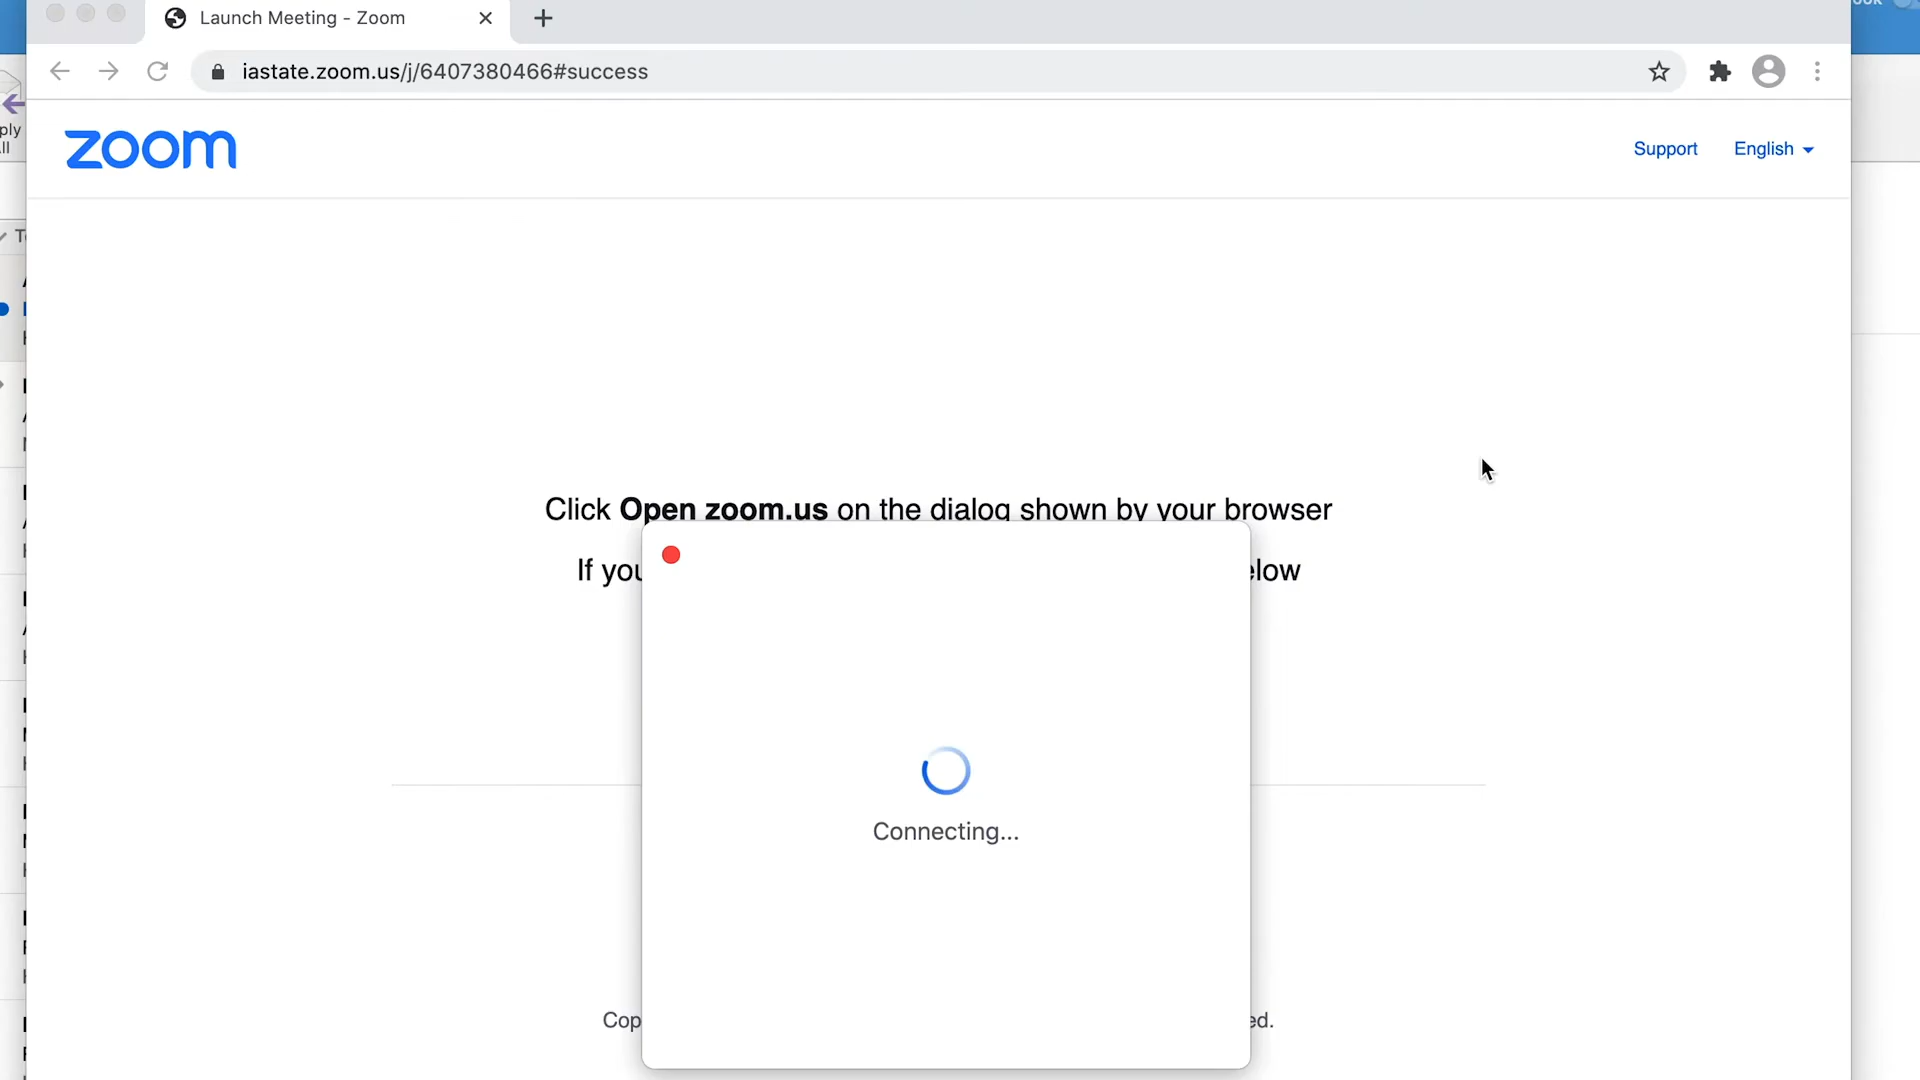 Launch Meeting - Zoom
iastate.zoom.us/j/6407380466#success
zoom
Support
English
Click Open zoom.us on the dialog shown by your browser
If you
elow
Connecting...
Cop
ed.
ply